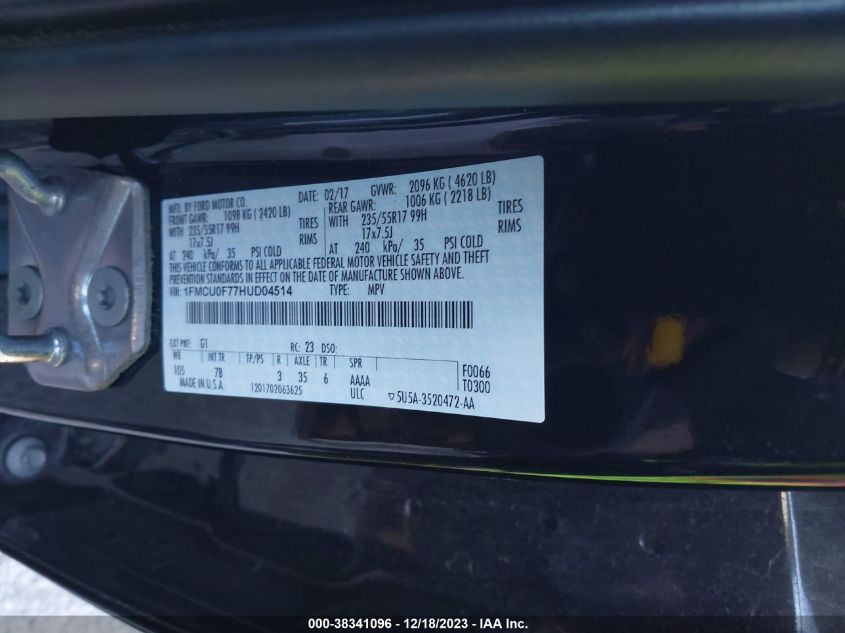 MFD. BY FORD MOTOR CO. DATE: 02/17 GVWR: 2096 KG ( 4620 LB)
FRONT GAWR: 1098 KG ( 2420 LB) REAR GAWR: 1006 KG ( 2218 LB)
WITH 235/55R17 99H TIRES WITH 235/55R17 99H TIRES
17x7.5J RIMS 17x7.5J RIMS
AT 240 kPa/ 35 PSI COLD AT 240 kPa/ 35 PSI COLD
THIS VEHICLE CONFORMS TO ALL APPLICABLE FEDERAL MOTOR VEHICLE SAFETY AND THEFT
PREVENTION STANDARDS IN EFFECT ON THE DATE OF MANUFACTURE SHOWN ABOVE.
VIN: 1FMCU0F77HUD04514 TYPE: MPV
EXT PNT: G1 RC: 23 DSO:
WB INT TR TP/PS R AXLE TR SPR F0066
105 7B 3 35 6 AAAA T0300
MADE IN U.S.A. 1201702063625 ULC ▽5U5A-3520472-AA
000-38341096 - 12/18/2023 - IAA Inc.